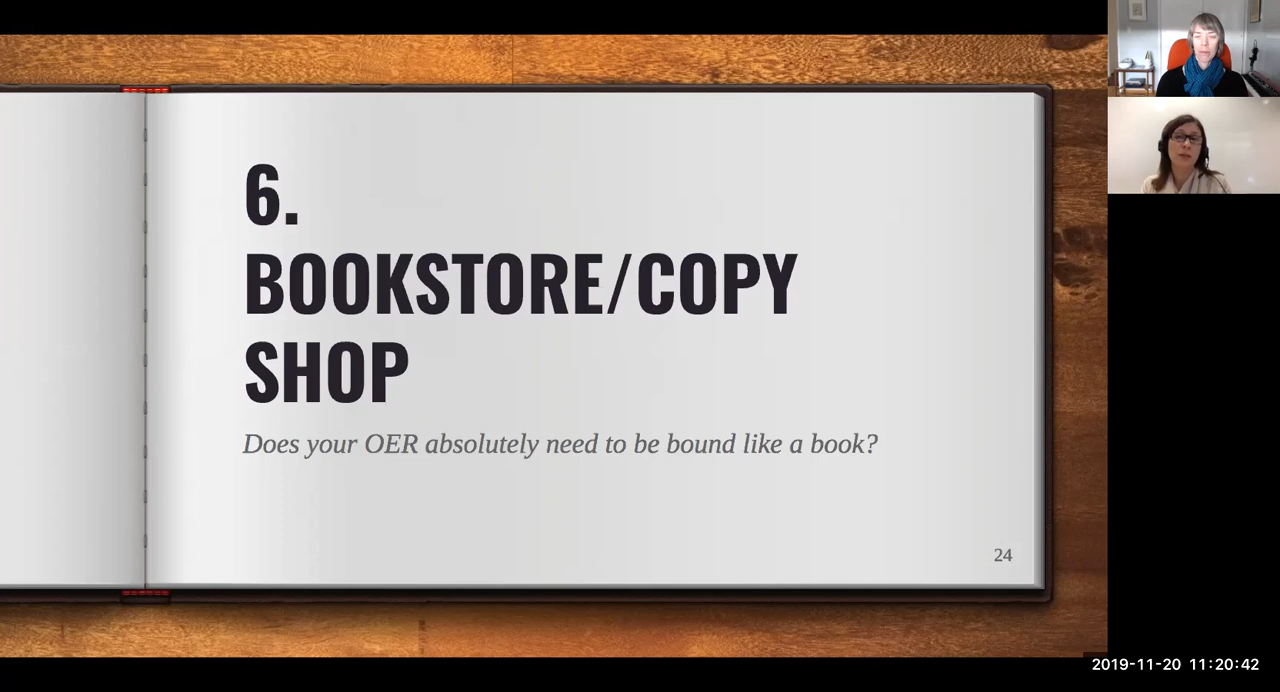 6.
BOOKSTORE/COPY
SHOP
Does your OER absolutely need to be bound like a book?
24
2019-11-20 11:20:42